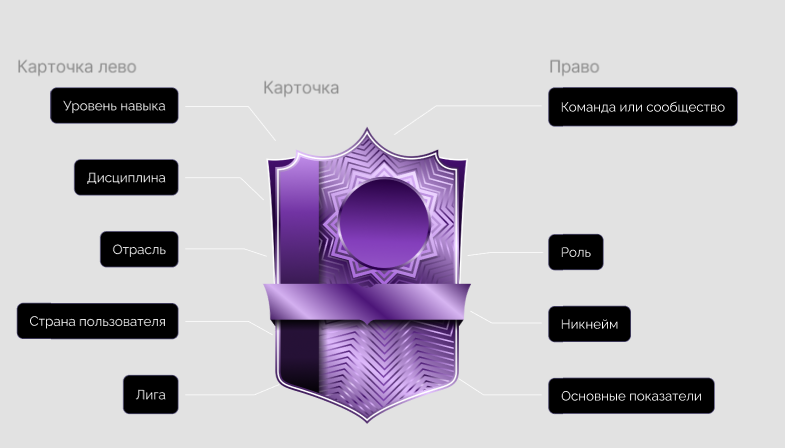 Карточка лево
Карточка
Право
Уровень навыка
Дисциплина
Отрасль
Страна пользователя
Лига
Команда или сообщество
Роль
Никнейм
Основные показатели